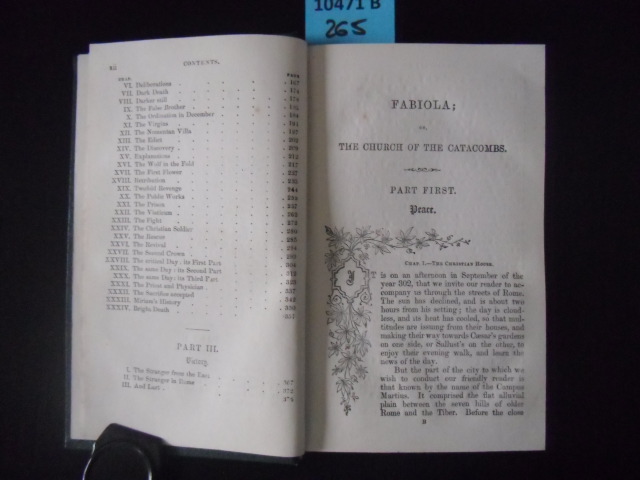 10471 B
265
xii
CONTENTS.
CHAP.
PAGE
VI. Deliberations
VII. Dark Death
VIII. Darker still
IX. The False Brother
X. The Ordination in December
XI. The Virgins
XII. The Nomentan Villa
XIII. The Edict
XIV. The Discovery
XV. Explanations
XVI. The Wolf in the Fold
XVII. The First Flower
XVIII. Retribution
XIX. Twofold Revenge
XX. The Public Works
XXI. The Prison
XXII. The Viaticum
XXIII. The Fight
XXIV. The Christian Soldier
XXV. The Rescue
XXVI. The Revival
XXVII. The Second Crown
XXVIII. The critical Day: its First Part
XXIX. The same Day: its Second Part
XXX. The same Day: its Third Part
XXXI. The Priest and Physician
XXXII. The Sacrifice accepted
XXXIII. Miriam's History
XXXIV. Bright Death
PART III.
Victory.
I. The Stranger from the East
II. The Stranger in Rome
III. And Last
FABIOLA;
OR,
THE CHURCH OF THE CATACOMBS.
PART FIRST.
Peace.
CHAP. I.—THE CHRISTIAN HOUSE.
It is on an afternoon in September of the
year 302, that we invite our reader to ac-
company us through the streets of Rome.
The sun has declined, and is about two
hours from his setting; the day is cloud-
less, and its heat has cooled, so that mul-
titudes are issuing from their houses, and
making their way towards Cæsar's gardens
on one side, or Sallust's on the other, to
enjoy their evening walk, and learn the
news of the day.
But the part of the city to which we
wish to conduct our friendly reader is
that known by the name of the Campus
Martius. It comprised the flat alluvial
plain between the seven hills of older
Rome and the Tiber. Before the close
B